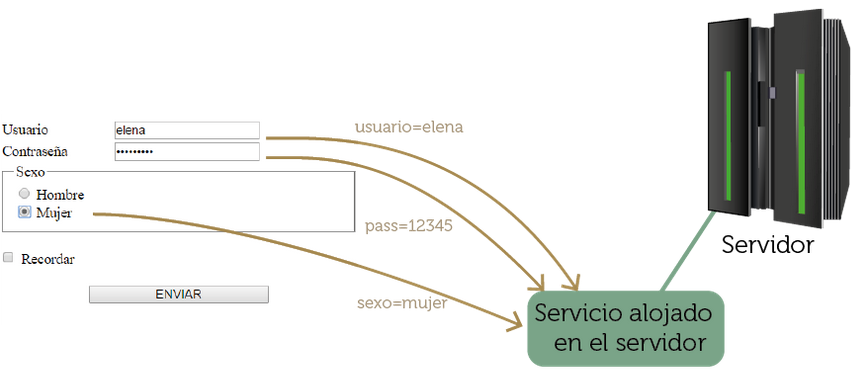 Usuario
elena
Contraseña
•••••••••
Sexo
Hombre
Mujer
Recordar
ENVIAR
usuario=elena
pass=12345
sexo=mujer
Servidor
Servicio alojado
en el servidor